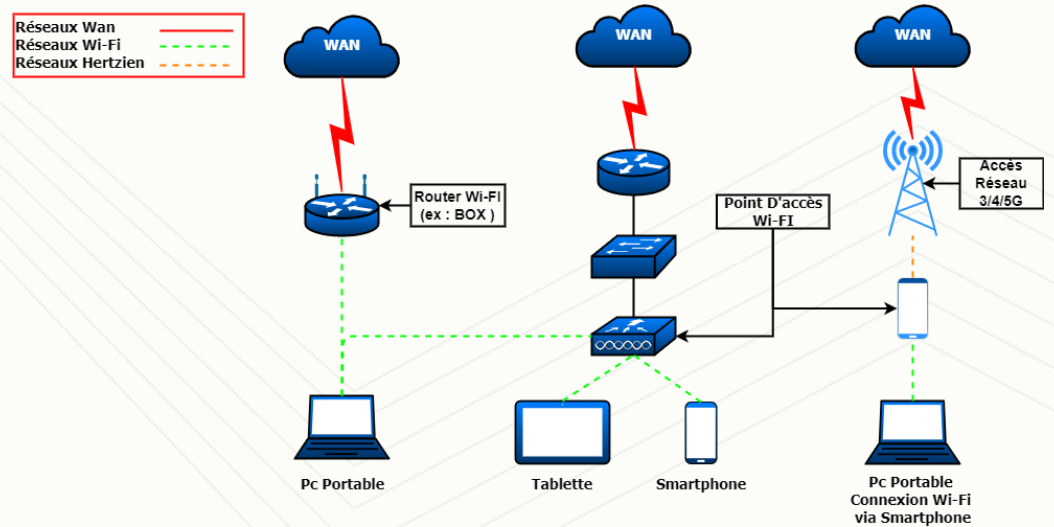 Réseaux Wan
Réseaux Wi-Fi
Réseaux Hertzien
WAN
WAN
WAN
Router Wi-FI
(ex : BOX )
Point D'accès
Wi-FI
Accès
Réseau
3/4/5G
Pc Portable
Tablette
Smartphone
Pc Portable
Connexion Wi-Fi
via Smartphone